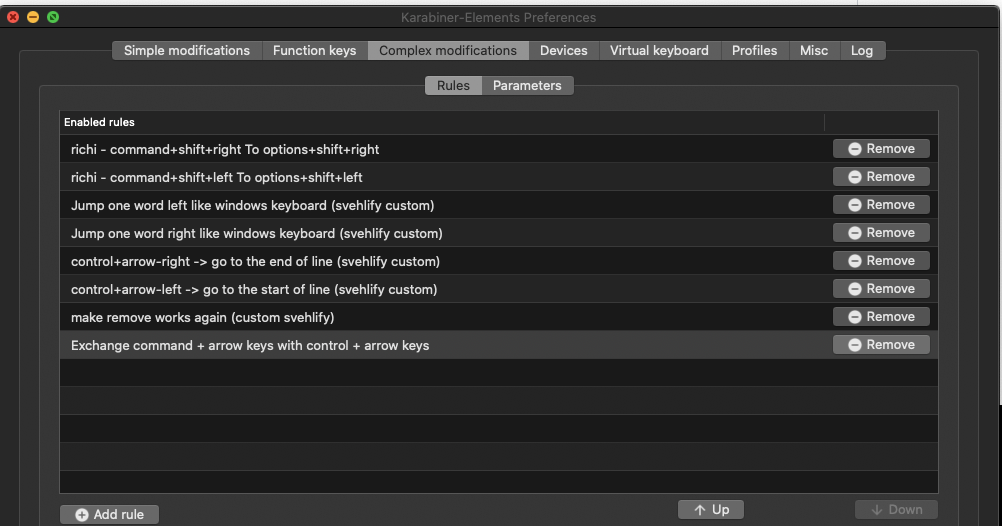 Karabiner-Elements Preferences
Simple modifications Function keys Complex modifications Devices Virtual keyboard Profiles Misc Log
Rules Parameters
Enabled rules
richi - command+shift+right To options+shift+right Remove
richi - command+shift+left To options+shift+left Remove
Jump one word left like windows keyboard (svehlify custom) Remove
Jump one word right like windows keyboard (svehlify custom) Remove
control+arrow-right -> go to the end of line (svehlify custom) Remove
control+arrow-left -> go to the start of line (svehlify custom) Remove
make remove works again (custom svehlify) Remove
Exchange command + arrow keys with control + arrow keys Remove
Add rule Up Down